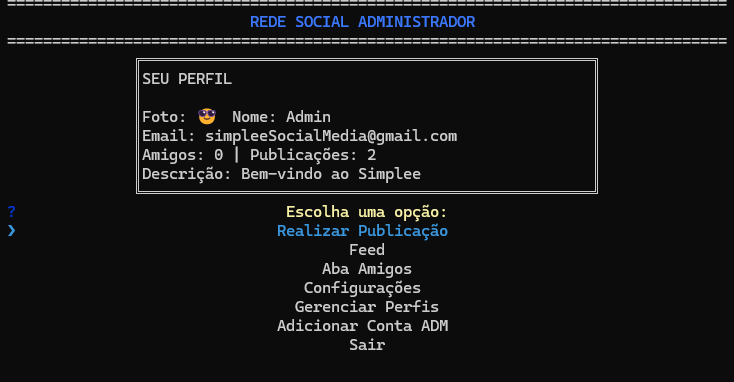 ================================================================================
REDE SOCIAL ADMINISTRADOR
================================================================================
SEU PERFIL
Foto: 😎 Nome: Admin
Email: simpleeSocialMedia@gmail.com
Amigos: 0 | Publicações: 2
Descrição: Bem-vindo ao Simplee
? Escolha uma opção:
❯ Realizar Publicação
Feed
Aba Amigos
Configurações
Gerenciar Perfis
Adicionar Conta ADM
Sair